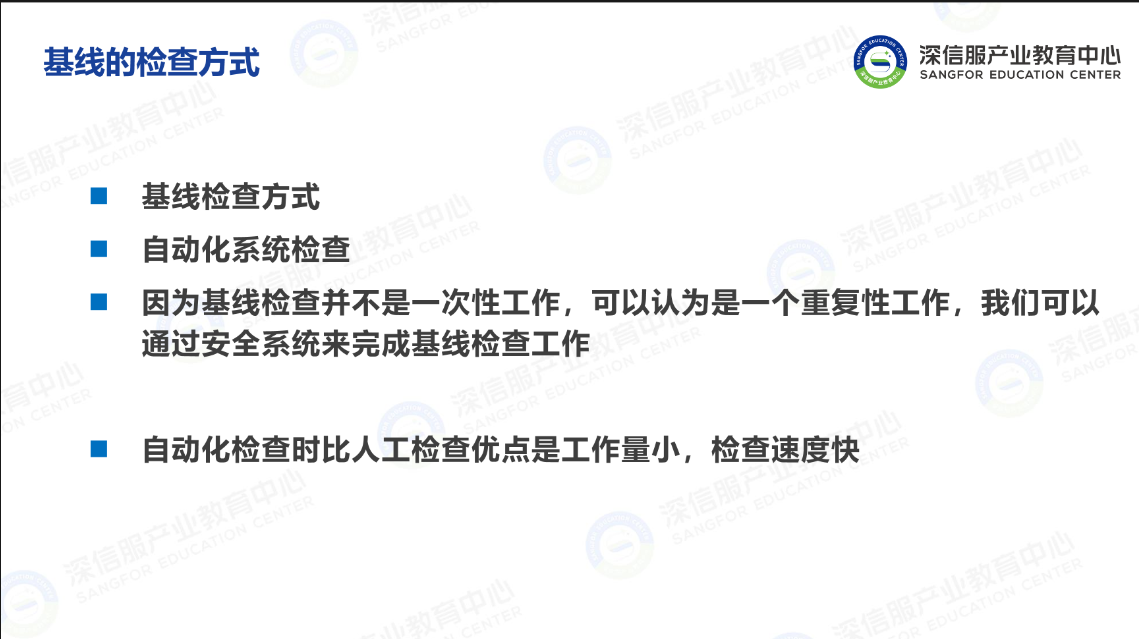 基线的检查方式
深信服产业教育中心
SANGFOR EDUCATION CENTER
基线检查方式
自动化系统检查
因为基线检查并不是一次性工作，可以认为是一个重复性工作，我们可以
通过安全系统来完成基线检查工作
自动化检查时比人工检查优点是工作量小，检查速度快